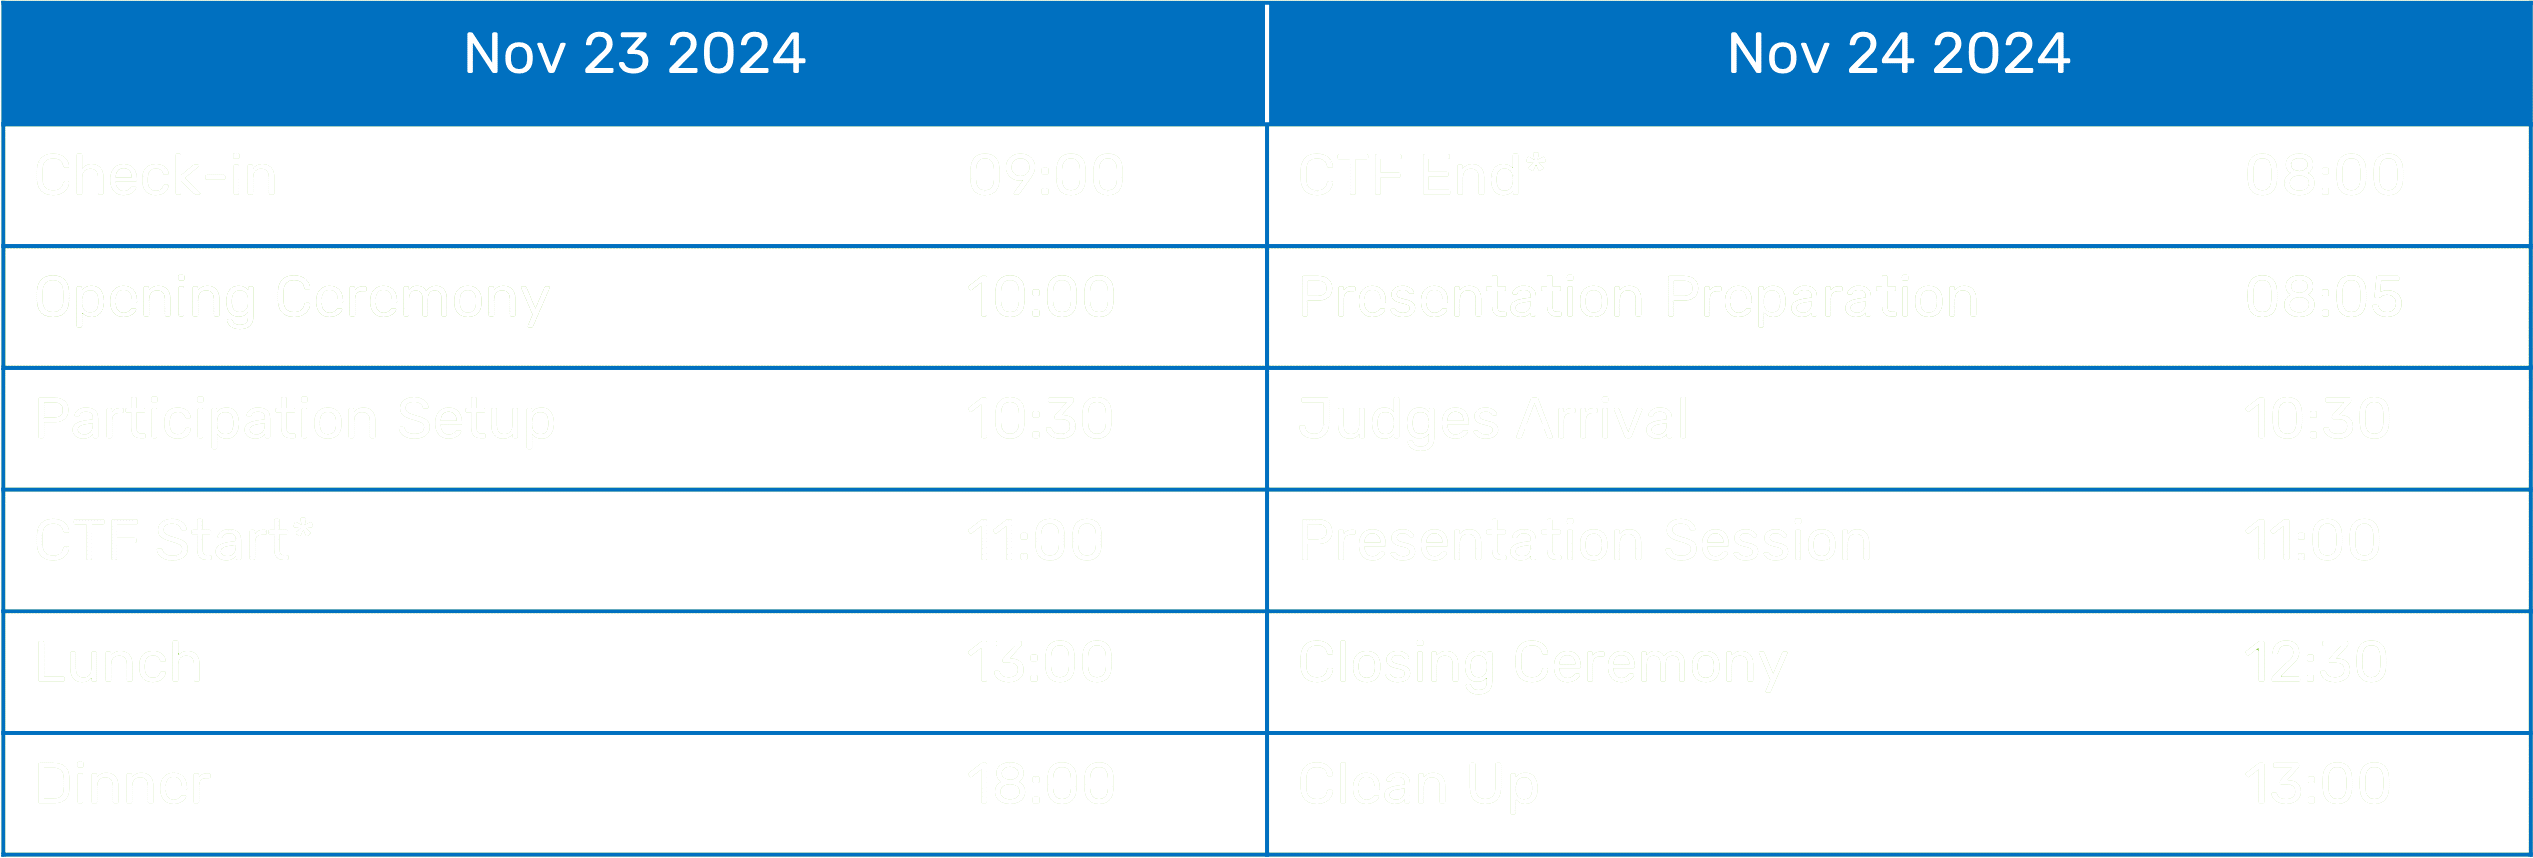 Nov 23 2024 Nov 24 2024
Check-in 09:00 CTF End* 08:00
Opening Ceremony 10:00 Presentation Preparation 08:05
Participation Setup 10:30 Judges Arrival 10:30
CTF Start* 11:00 Presentation Session 11:00
Lunch 13:00 Closing Ceremony 12:30
Dinner 18:00 Clean Up 13:00